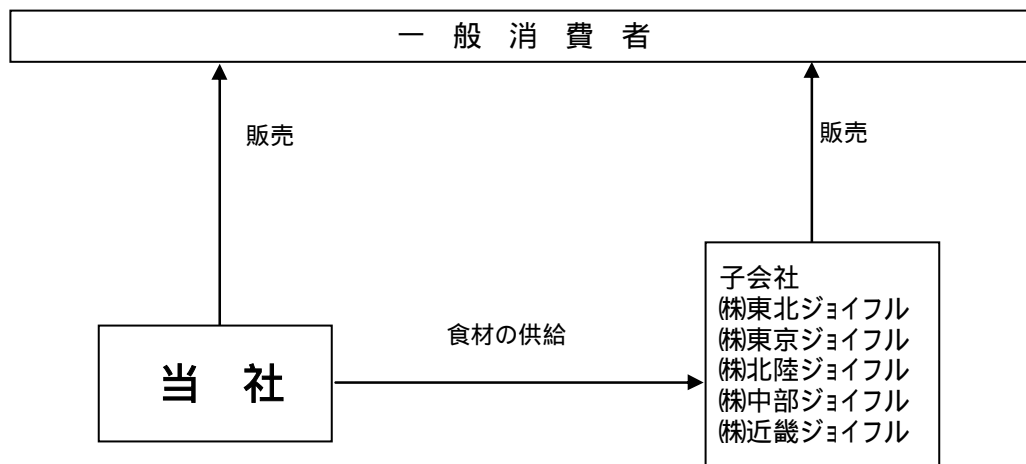 一 般 消 費 者
販売
販売
子会社
㈱東北ジョイフル
㈱東京ジョイフル
㈱北陸ジョイフル
㈱中部ジョイフル
㈱近畿ジョイフル
食材の供給
当 社